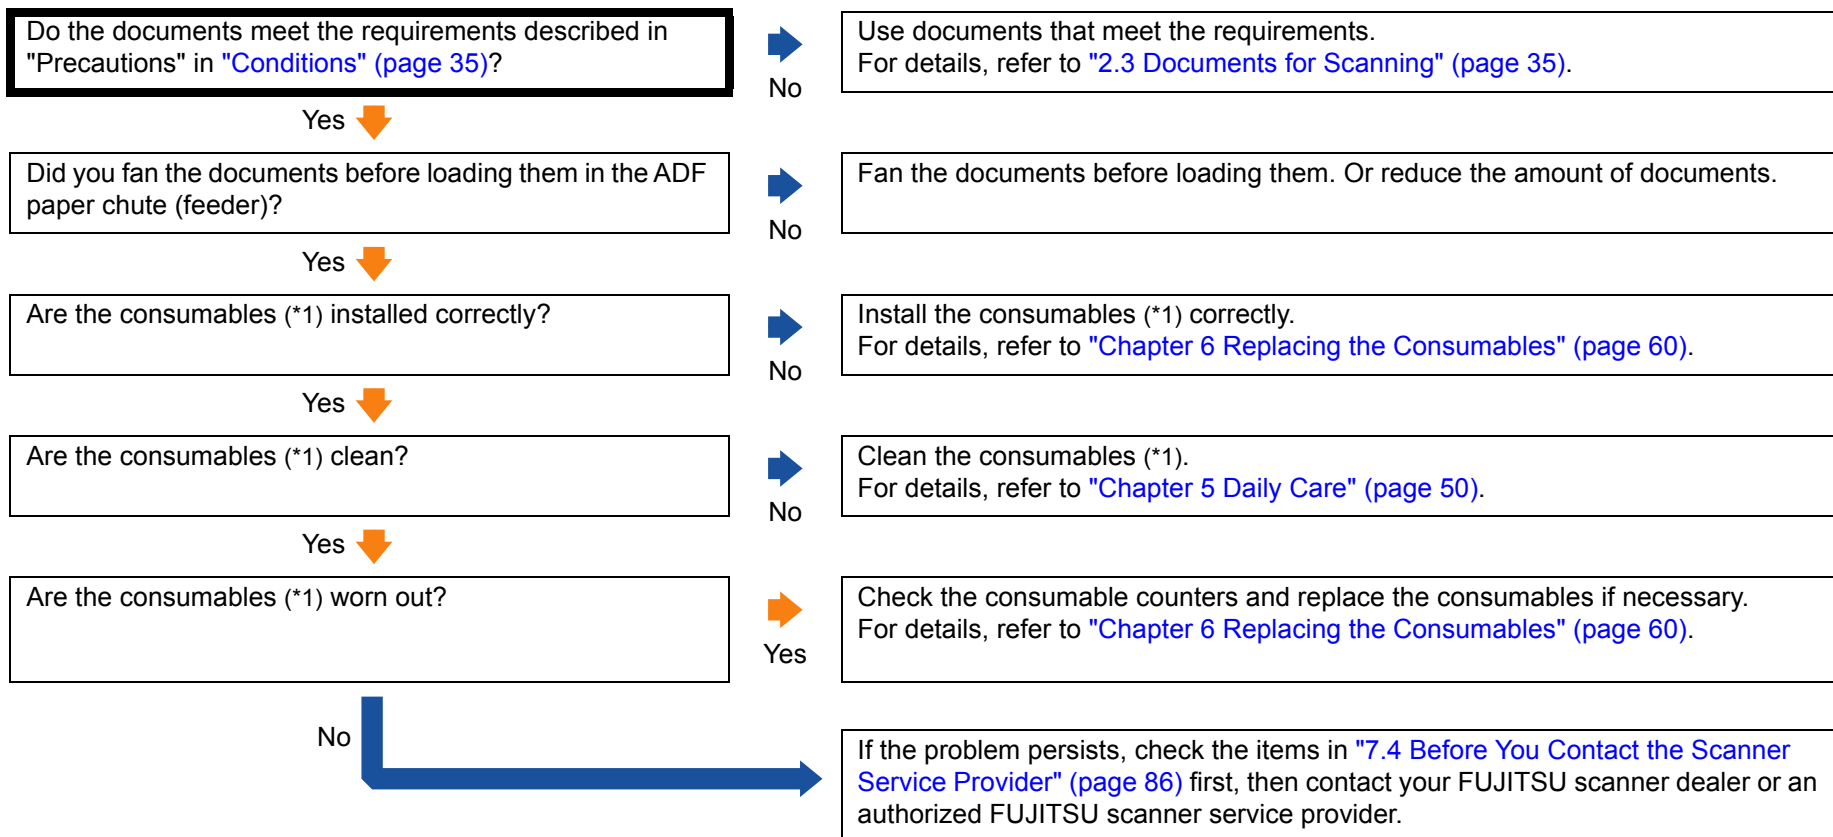 Do the documents meet the requirements described in
"Precautions" in "Conditions" (page 35)?
No
Use documents that meet the requirements.
For details, refer to "2.3 Documents for Scanning" (page 35).
Yes
Did you fan the documents before loading them in the ADF
paper chute (feeder)?
No
Fan the documents before loading them. Or reduce the amount of documents.
Yes
Are the consumables (*1) installed correctly?
No
Install the consumables (*1) correctly.
For details, refer to "Chapter 6 Replacing the Consumables" (page 60).
Yes
Are the consumables (*1) clean?
No
Clean the consumables (*1).
For details, refer to "Chapter 5 Daily Care" (page 50).
Yes
Are the consumables (*1) worn out?
Yes
Check the consumable counters and replace the consumables if necessary.
For details, refer to "Chapter 6 Replacing the Consumables" (page 60).
No
If the problem persists, check the items in "7.4 Before You Contact the Scanner
Service Provider" (page 86) first, then contact your FUJITSU scanner dealer or an
authorized FUJITSU scanner service provider.